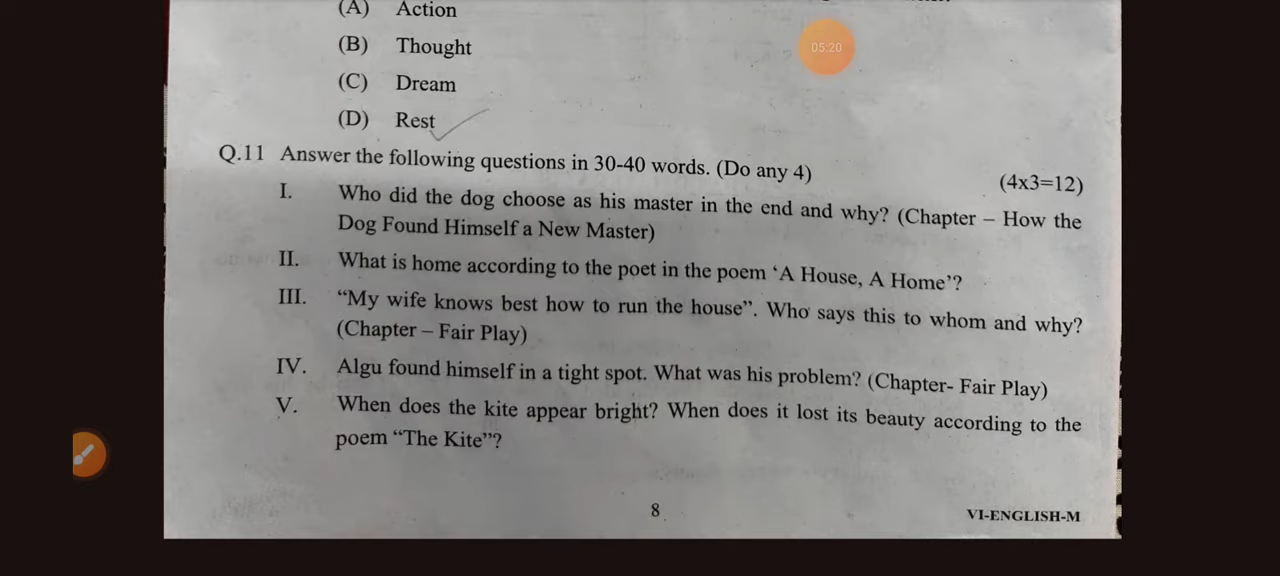 (A) Action
05:20
(B) Thought
(C) Dream
(D) Rest
Q.11 Answer the following questions in 30-40 words. (Do any 4) (4x3=12)
I. Who did the dog choose as his master in the end and why? (Chapter – How the
Dog Found Himself a New Master)
II. What is home according to the poet in the poem ‘A House, A Home’?
III. “My wife knows best how to run the house”. Who says this to whom and why?
(Chapter – Fair Play)
IV. Algu found himself in a tight spot. What was his problem? (Chapter- Fair Play)
V. When does the kite appear bright? When does it lost its beauty according to the
poem “The Kite”?
8
VI-ENGLISH-M